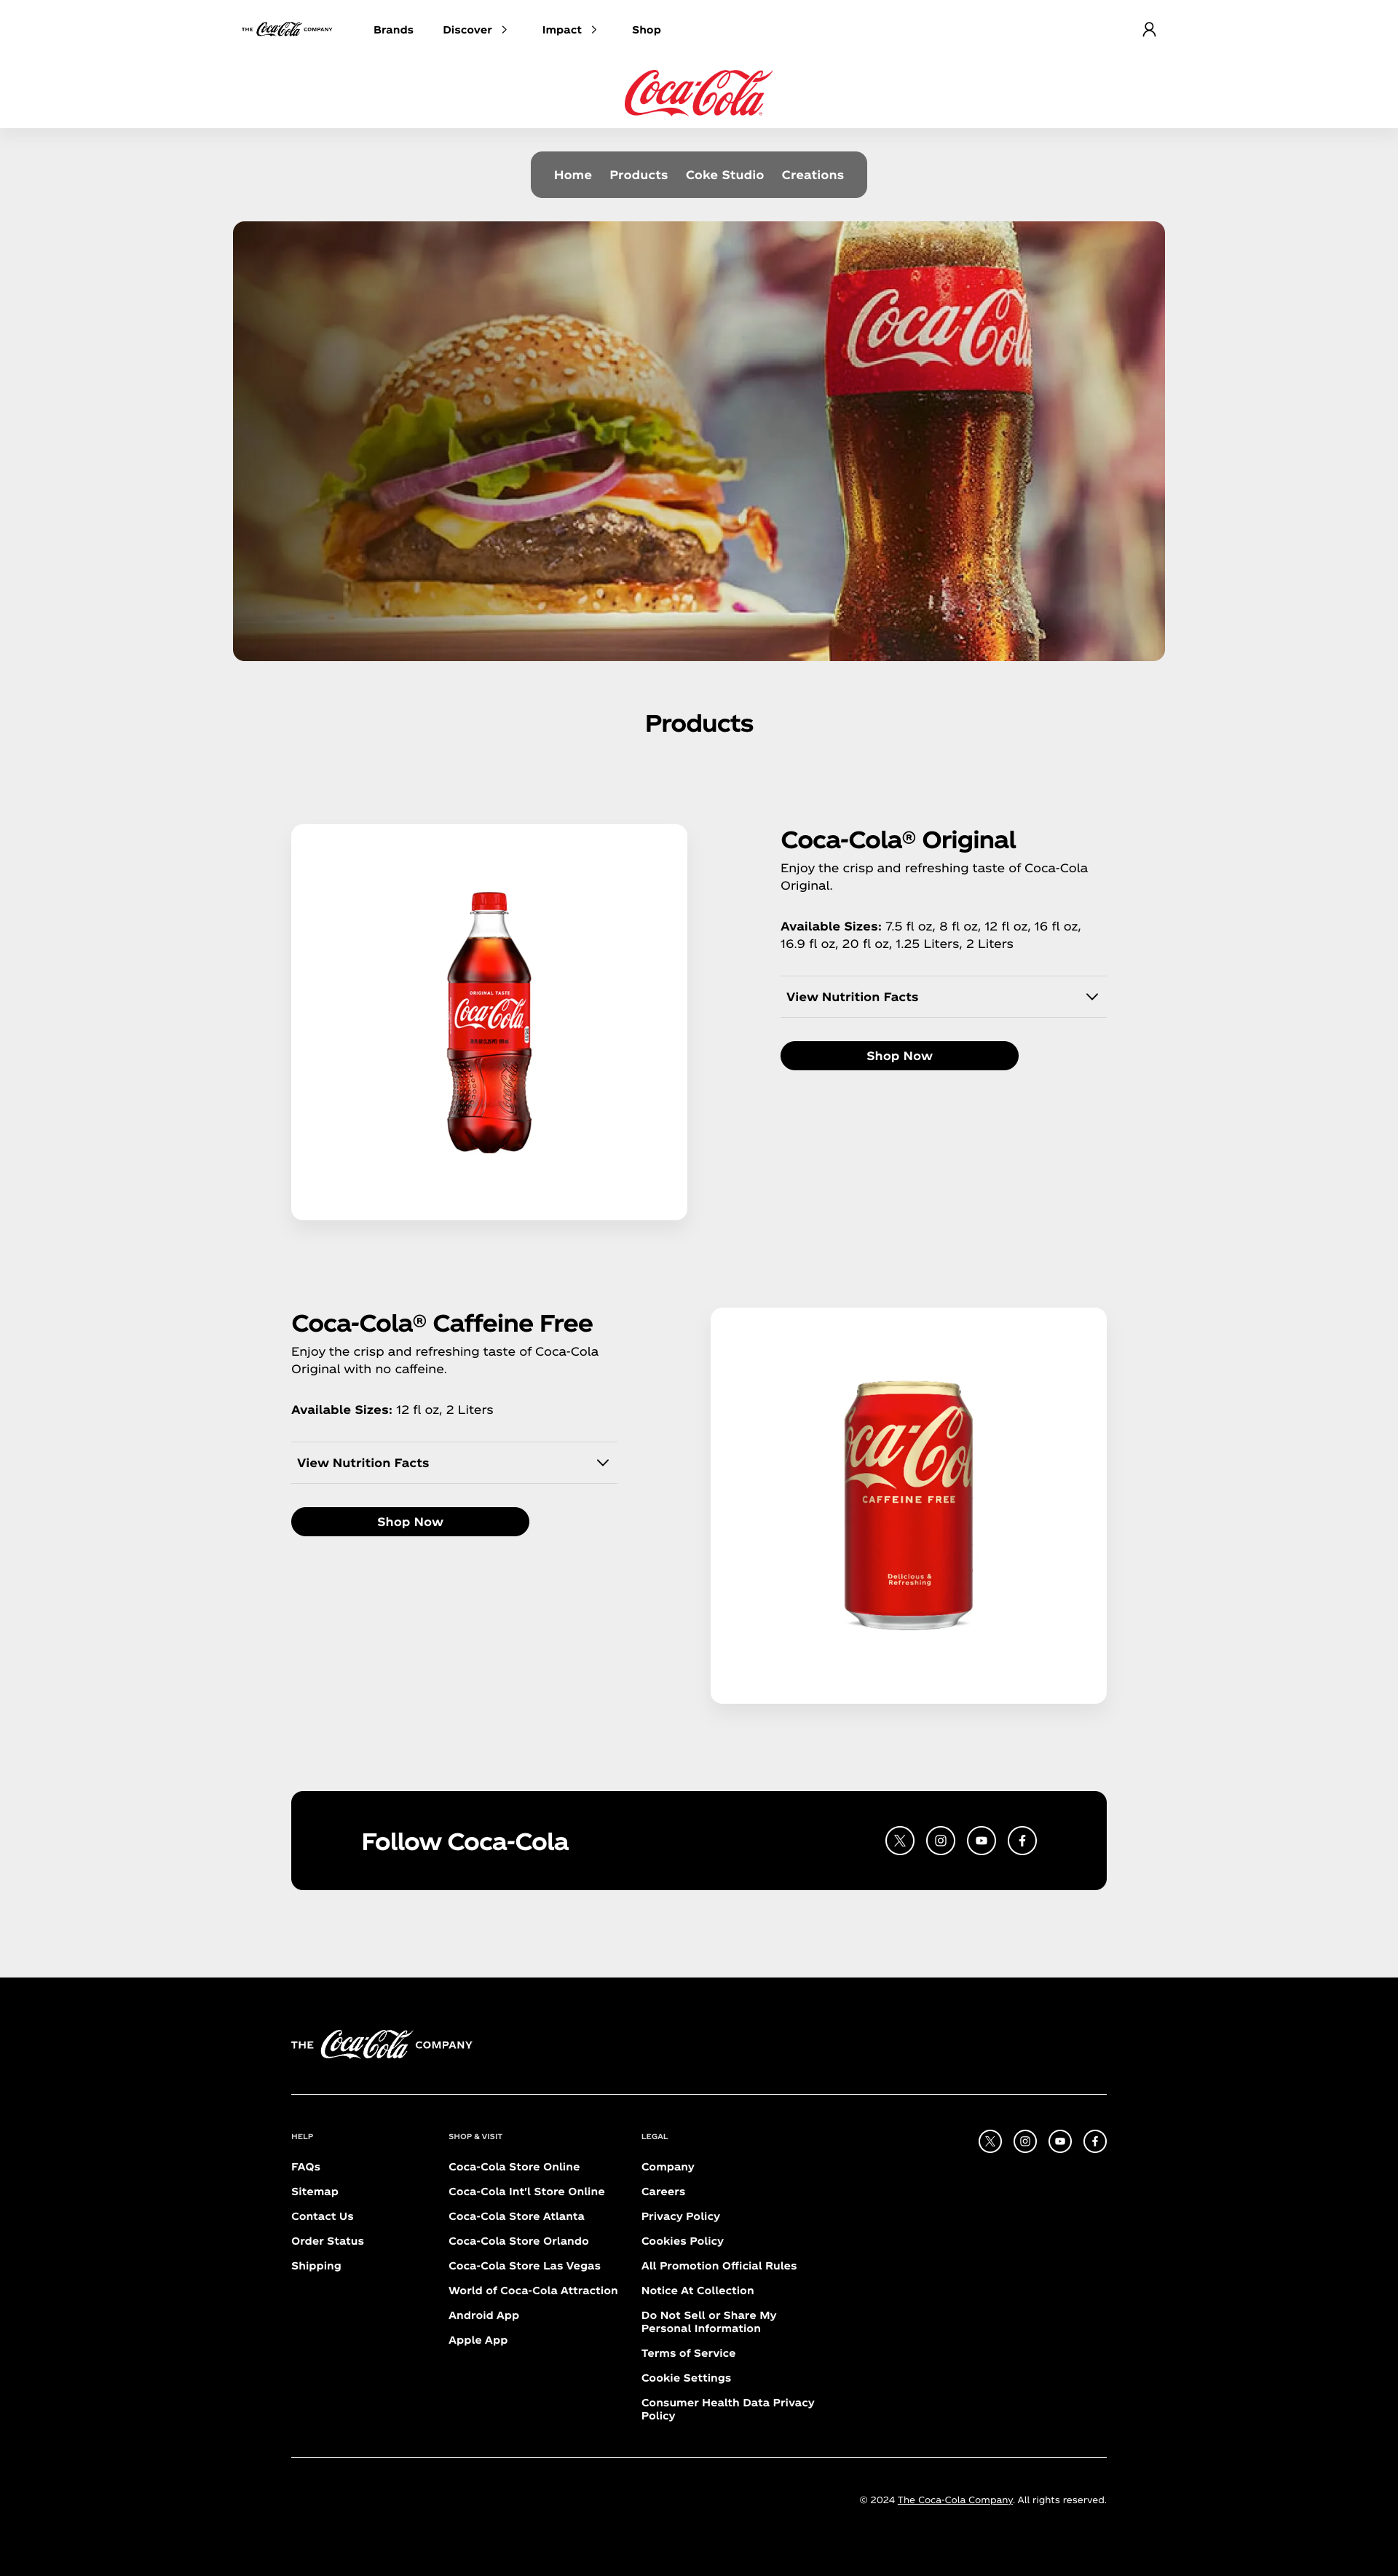 THE Coca-Cola COMPANY
Brands
Discover
Impact
Shop
Coca-Cola
Home
Products
Coke Studio
Creations
Coca-Cola
Products
ORIGINAL TASTE
Coca-Cola
Coca-Cola® Original
Enjoy the crisp and refreshing taste of Coca-Cola
Original.
Available Sizes: 7.5 fl oz, 8 fl oz, 12 fl oz, 16 fl oz,
16.9 fl oz, 20 fl oz, 1.25 Liters, 2 Liters
View Nutrition Facts
Shop Now
Coca-Cola® Caffeine Free
Enjoy the crisp and refreshing taste of Coca-Cola
Original with no caffeine.
Available Sizes: 12 fl oz, 2 Liters
View Nutrition Facts
Shop Now
CAFFEINE FREE
Delicious &
Refreshing
Follow Coca-Cola
THE Coca-Cola COMPANY
HELP
FAQs
Sitemap
Contact Us
Order Status
Shipping
SHOP & VISIT
Coca-Cola Store Online
Coca-Cola Int'l Store Online
Coca-Cola Store Atlanta
Coca-Cola Store Orlando
Coca-Cola Store Las Vegas
World of Coca-Cola Attraction
Android App
Apple App
LEGAL
Company
Careers
Privacy Policy
Cookies Policy
All Promotion Official Rules
Notice At Collection
Do Not Sell or Share My
Personal Information
Terms of Service
Cookie Settings
Consumer Health Data Privacy
Policy
© 2024 The Coca-Cola Company. All rights reserved.